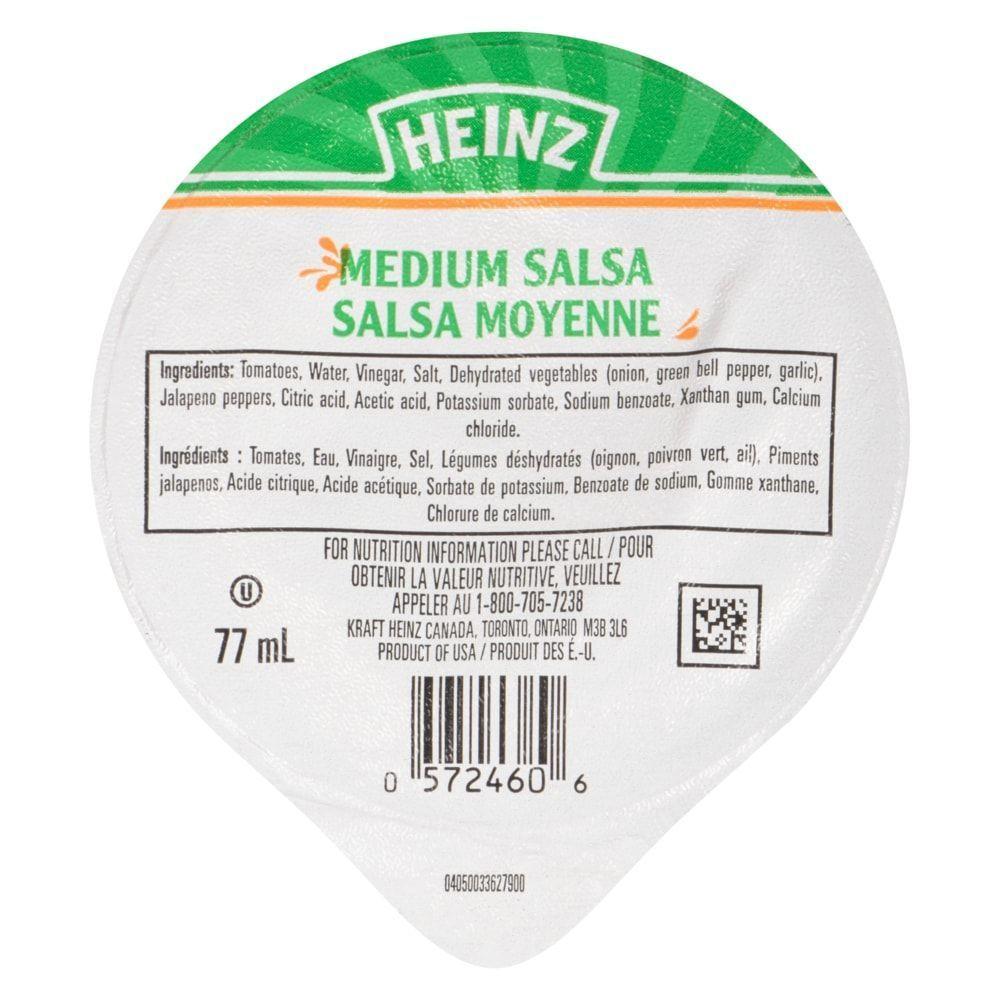 HEINZ
MEDIUM SALSA
SALSA MOYENNE
Ingredients: Tomatoes, Water, Vinegar, Salt, Dehydrated vegetables (onion, green bell pepper, garlic),
Jalapeno peppers, Citric acid, Acetic acid, Potassium sorbate, Sodium benzoate, Xanthan gum, Calcium
chloride.
Ingrédients : Tomates, Eau, Vinaigre, Sel, Légumes déshydratés (oignon, poivron vert, ail), Piments
jalapenos, Acide citrique, Acide acétique, Sorbate de potassium, Benzoate de sodium, Gomme xanthane,
Chlorure de calcium.
FOR NUTRITION INFORMATION PLEASE CALL / POUR
OBTENIR LA VALEUR NUTRITIVE, VEUILLEZ
APPELER AU 1-800-705-7238
KRAFT HEINZ CANADA, TORONTO, ONTARIO M3B 3L6
PRODUCT OF USA / PRODUIT DES É.-U.
U
77 mL
0 572460 6
04050033627900